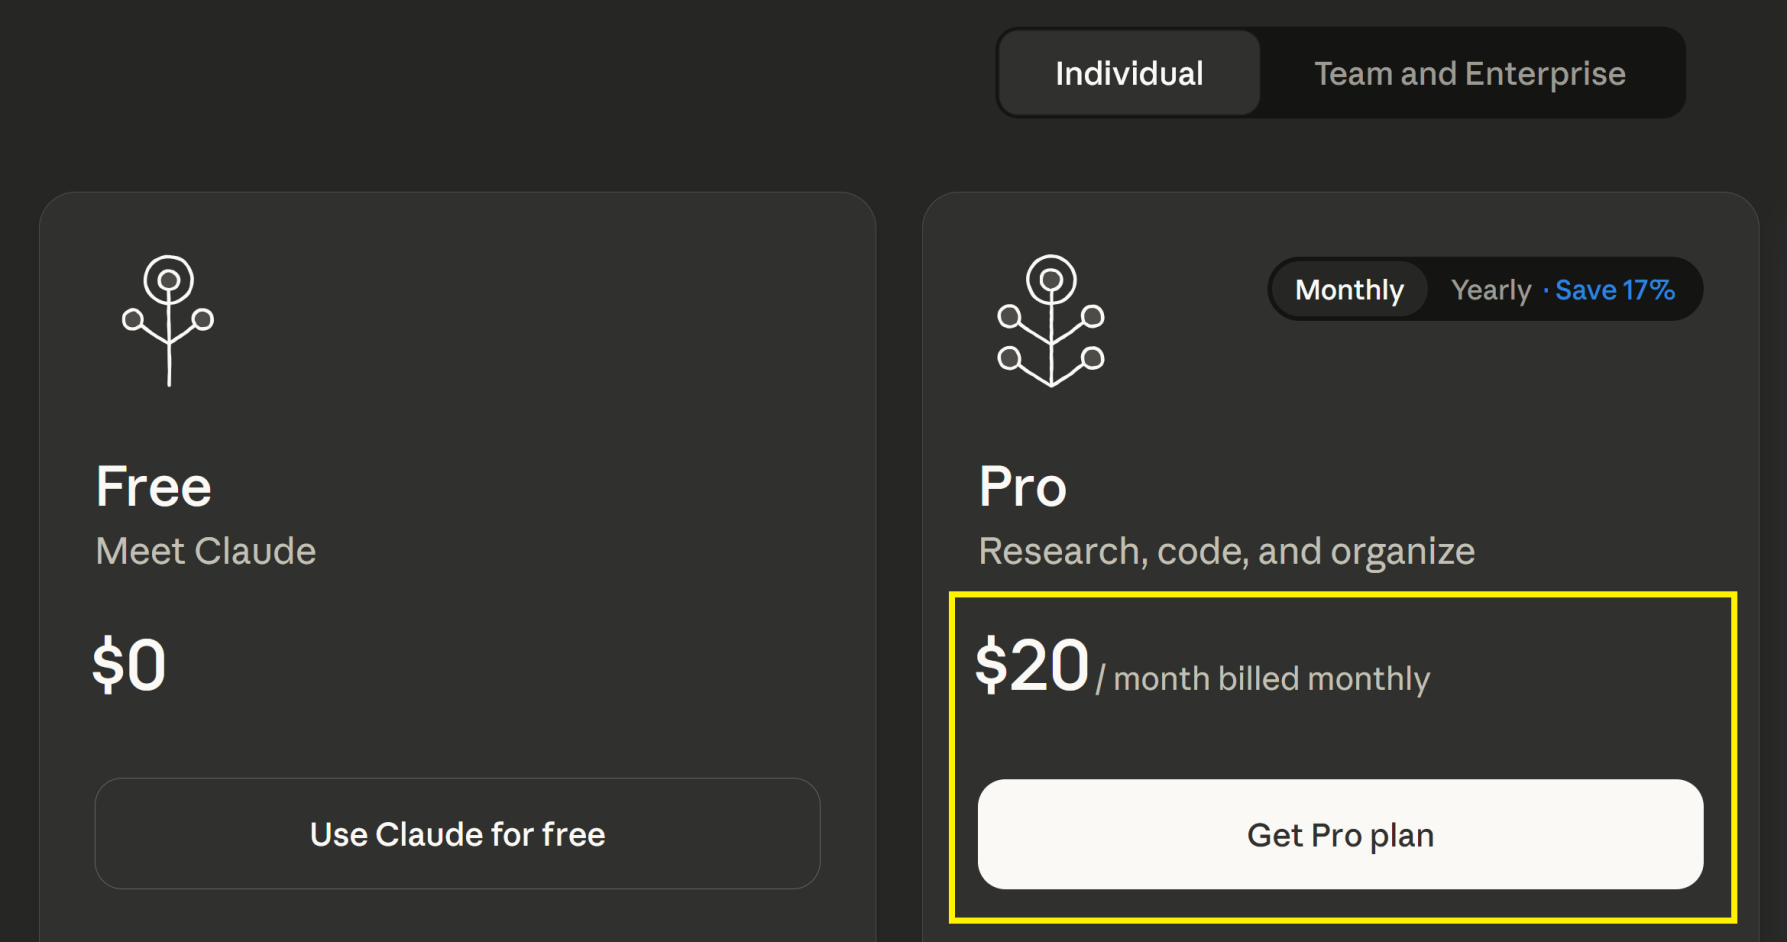 Individual
Team and Enterprise
Free
Meet Claude
$0
Use Claude for free
Monthly
Yearly · Save 17%
Pro
Research, code, and organize
$20 / month billed monthly
Get Pro plan